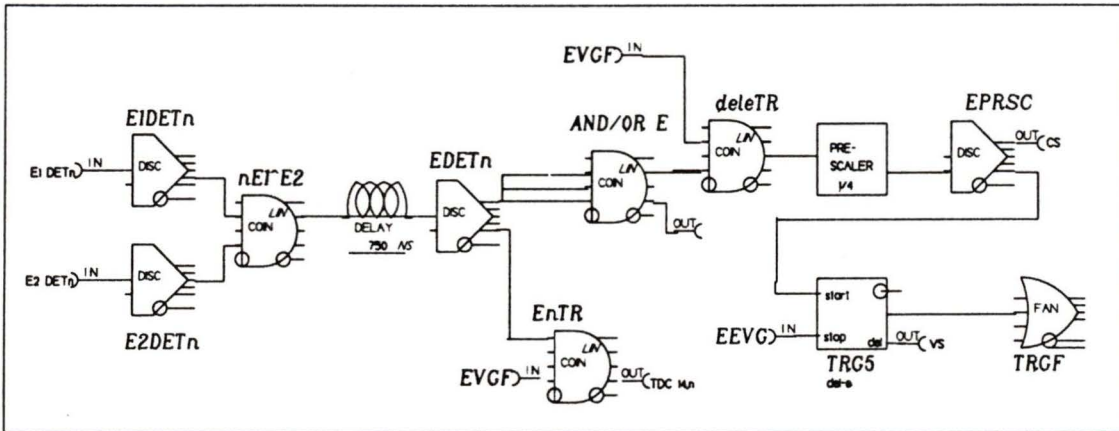 EVGF IN
deleTR
EPRSC
E1DETn
AND/OR E
LIN
COIN
PRE-
SCALER
1/4
DISC
OUT CS
E1 DETn IN
DISC
EDETn
LIN
COIN
nE1^E2
LIN
COIN
DELAY
750 NS
DISC
OUT
E2 DETn IN
DISC
E2DETn
EnTR
LIN
COIN
EVGF IN
OUT TDC
start
EEVG IN
stop
del
OUT VS
TRG5
FAN
TRGF